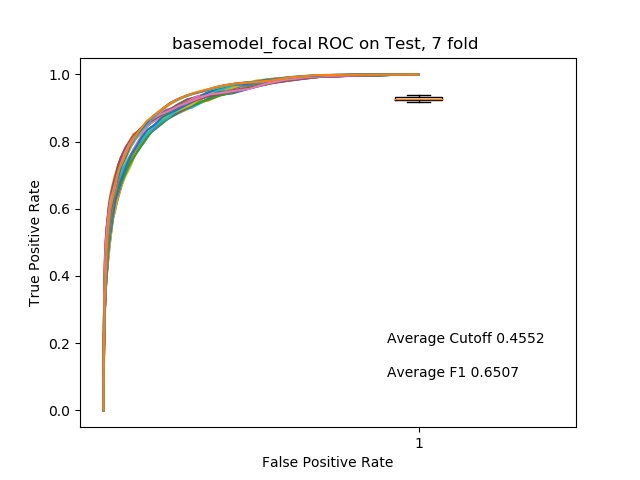 basemodel_focal ROC on Test, 7 fold
1.0
0.8
0.6
0.4
0.2
0.0
True Positive Rate
Average Cutoff 0.4552
Average F1 0.6507
1
False Positive Rate